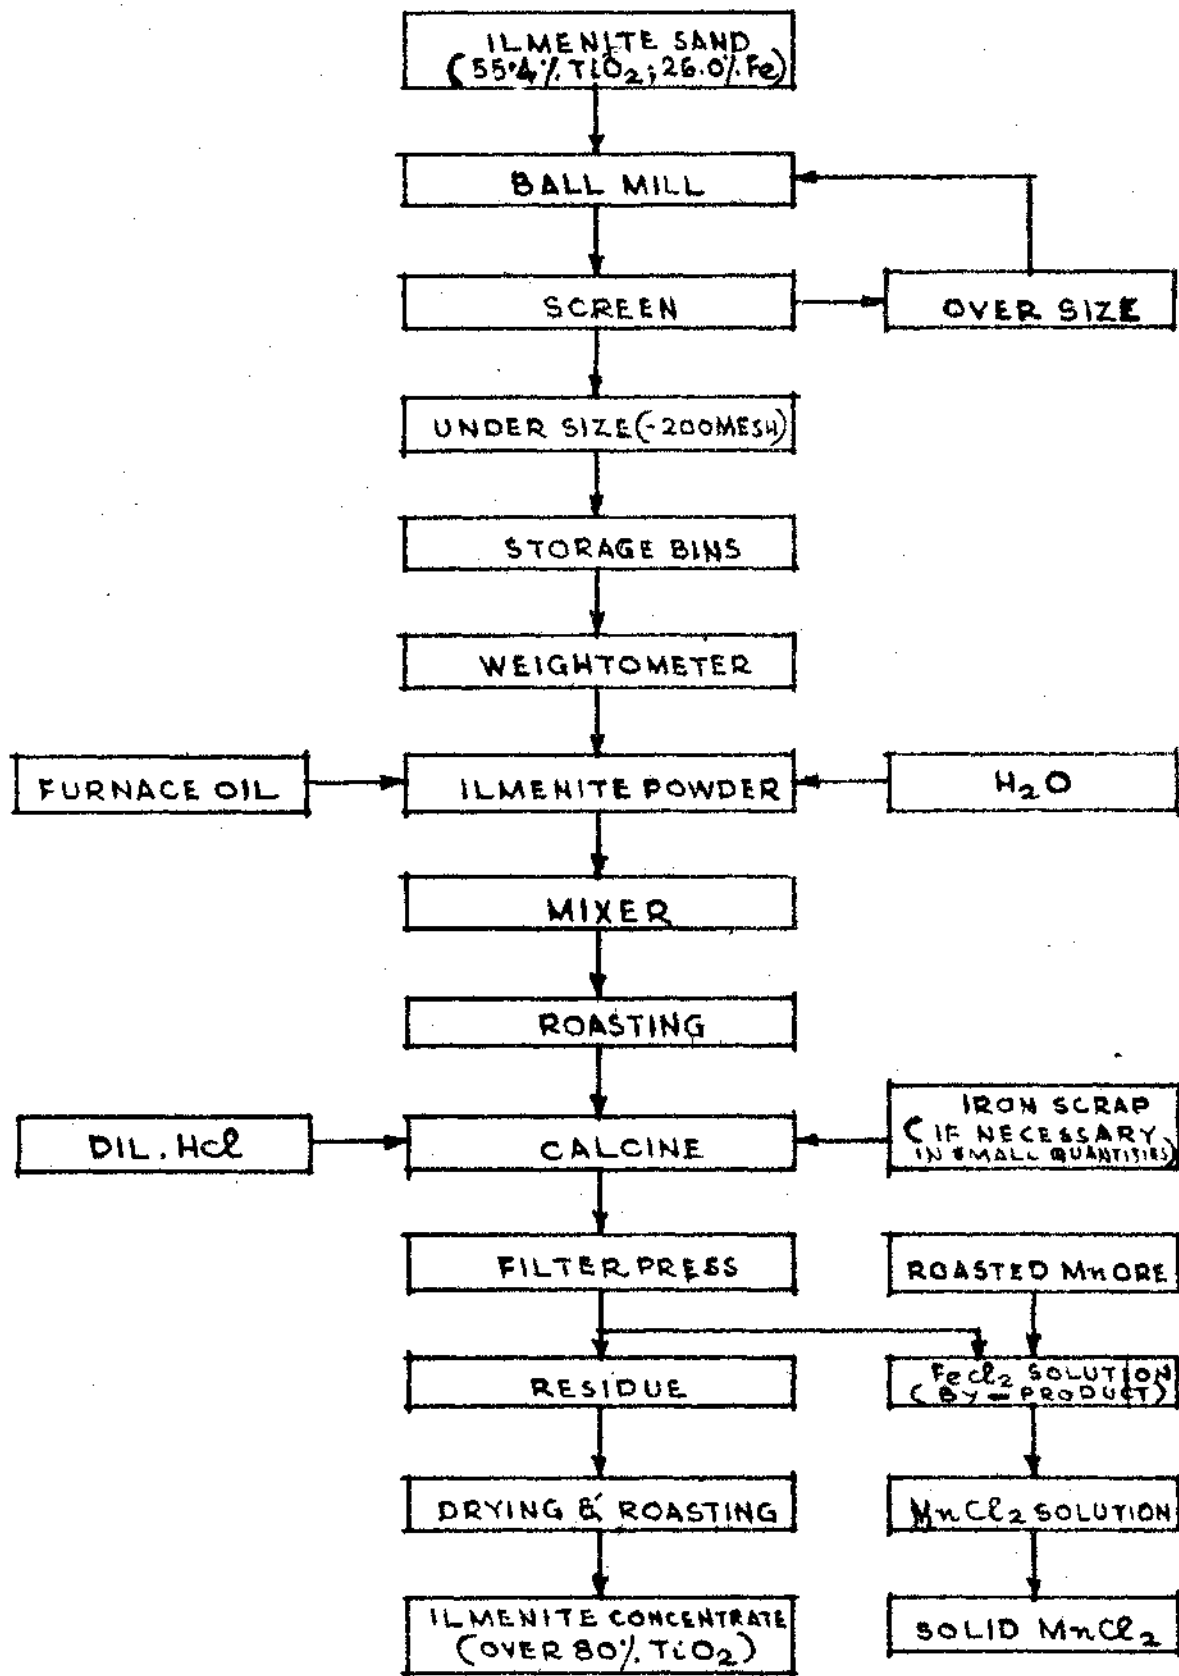 ILMENITE SAND
(55.4% TiO2; 26.0% Fe)
BALL MILL
SCREEN
OVER SIZE
UNDER SIZE (-200MESH)
STORAGE BINS
WEIGHTOMETER
FURNACE OIL
ILMENITE POWDER
H2O
MIXER
ROASTING
DIL. HCl
CALCINE
IRON SCRAP
(IF NECESSARY
IN SMALL QUANTITIES)
FILTER PRESS
ROASTED Mn ORE
RESIDUE
FeCl2 SOLUTION
(BY-PRODUCT)
DRYING & ROASTING
MnCl2 SOLUTION
ILMENITE CONCENTRATE
(OVER 80% TiO2)
SOLID MnCl2